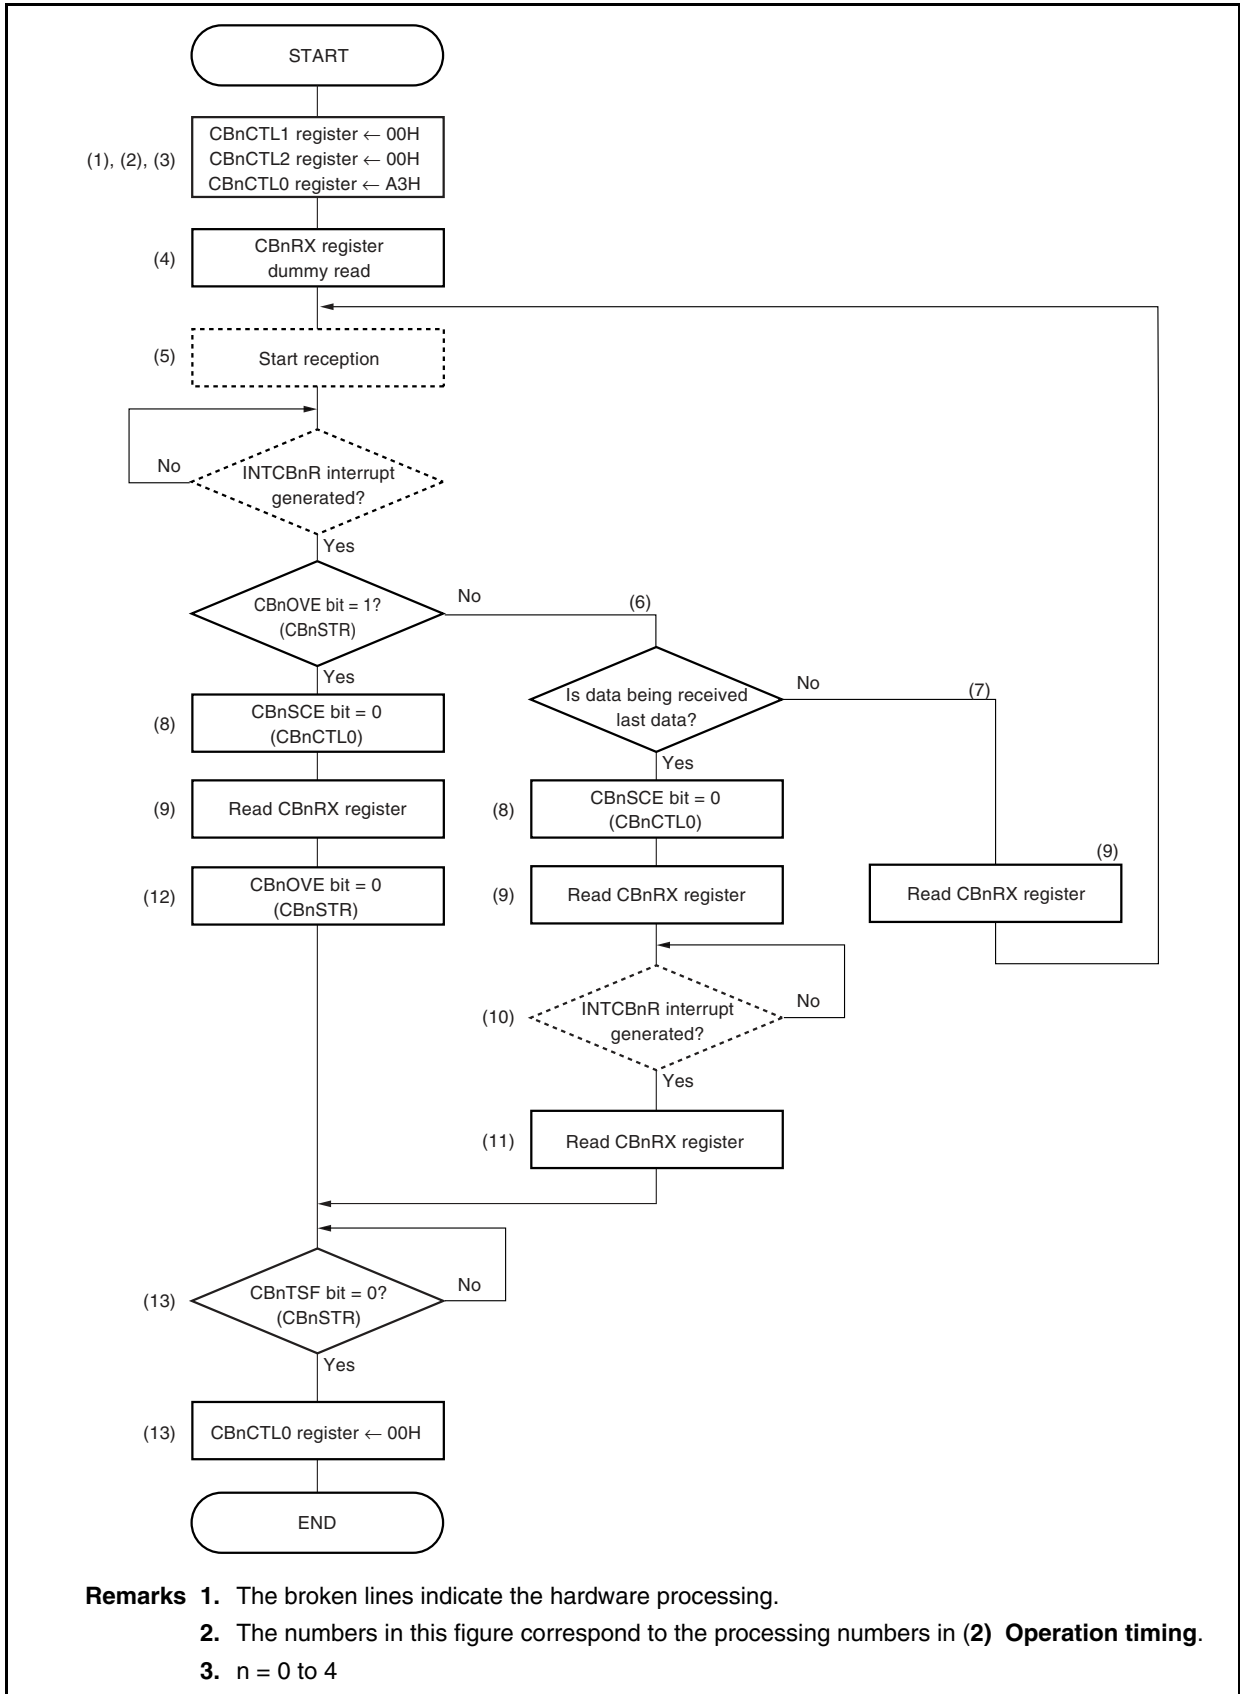 START
(1), (2), (3)
CBnCTL1 register ← 00H
CBnCTL2 register ← 00H
CBnCTL0 register ← A3H
(4)
CBnRX register
dummy read
(5)
Start reception
No
INTCBnR interrupt
generated?
Yes
CBnOVE bit = 1?
(CBnSTR)
No
(6)
Yes
Is data being received
last data?
No
(7)
Yes
(8)
CBnSCE bit = 0
(CBnCTL0)
(8)
CBnSCE bit = 0
(CBnCTL0)
(9)
Read CBnRX register
(9)
Read CBnRX register
(9)
Read CBnRX register
(12)
CBnOVE bit = 0
(CBnSTR)
(10)
INTCBnR interrupt
generated?
No
Yes
(11)
Read CBnRX register
(13)
CBnTSF bit = 0?
(CBnSTR)
No
Yes
(13)
CBnCTL0 register ← 00H
END
Remarks 1. The broken lines indicate the hardware processing.
2. The numbers in this figure correspond to the processing numbers in (2) Operation timing.
3. n = 0 to 4